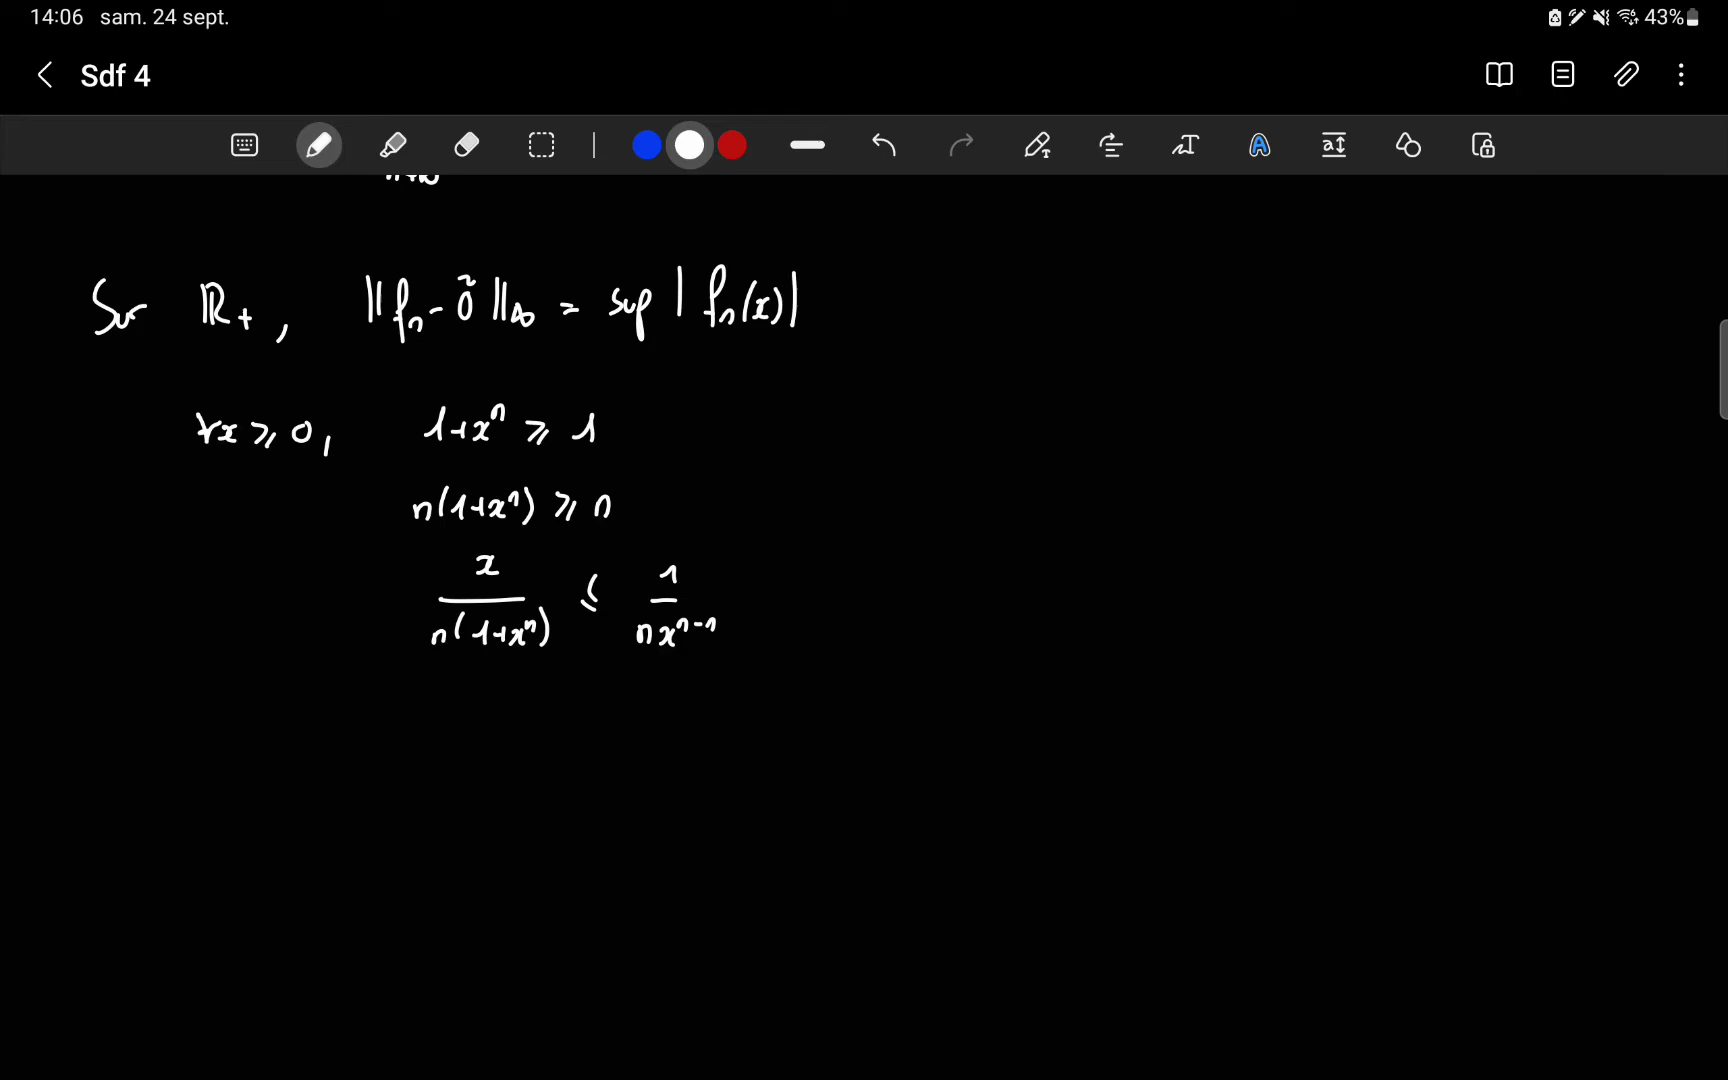 14:06 sam. 24 sept. 43%
Sdf 4
Sur ℝ₊, ||fₙ - 0̃||∞ = sup | fₙ(x)|
∀x ⩾ 0, 1+xⁿ ⩾ 1
n(1+xⁿ) ⩾ n
x / n(1+xⁿ) ⩽ 1 / nxⁿ⁻¹